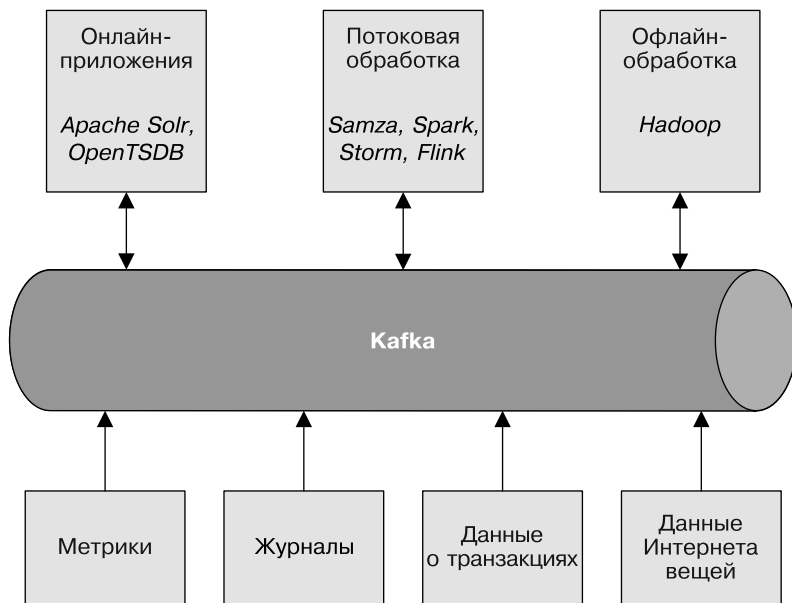 Онлайн-
приложения
Apache Solr,
OpenTSDB
Потоковая
обработка
Samza, Spark,
Storm, Flink
Офлайн-
обработка
Hadoop
Kafka
Метрики
Журналы
Данные
о транзакциях
Данные
Интернета
вещей